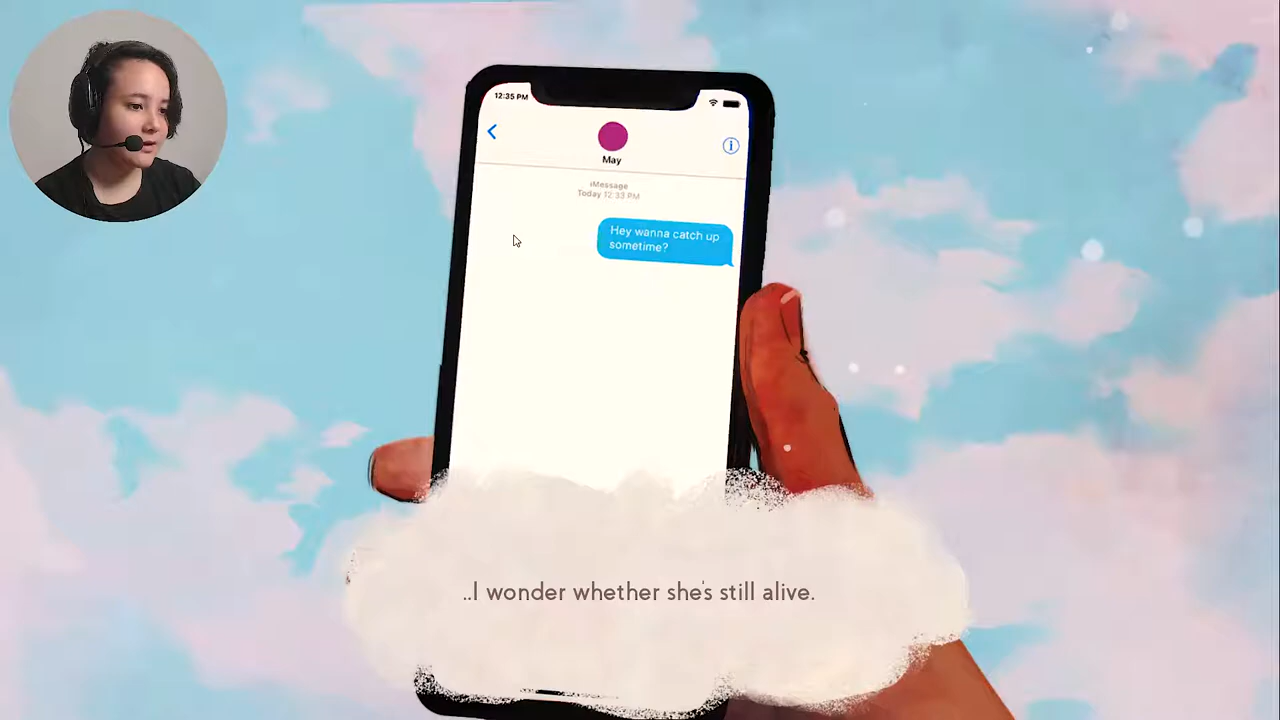 12:35 PM
May
iMessage
Today 12:33 PM
Hey wanna catch up
sometime?
..I wonder whether she's still alive.